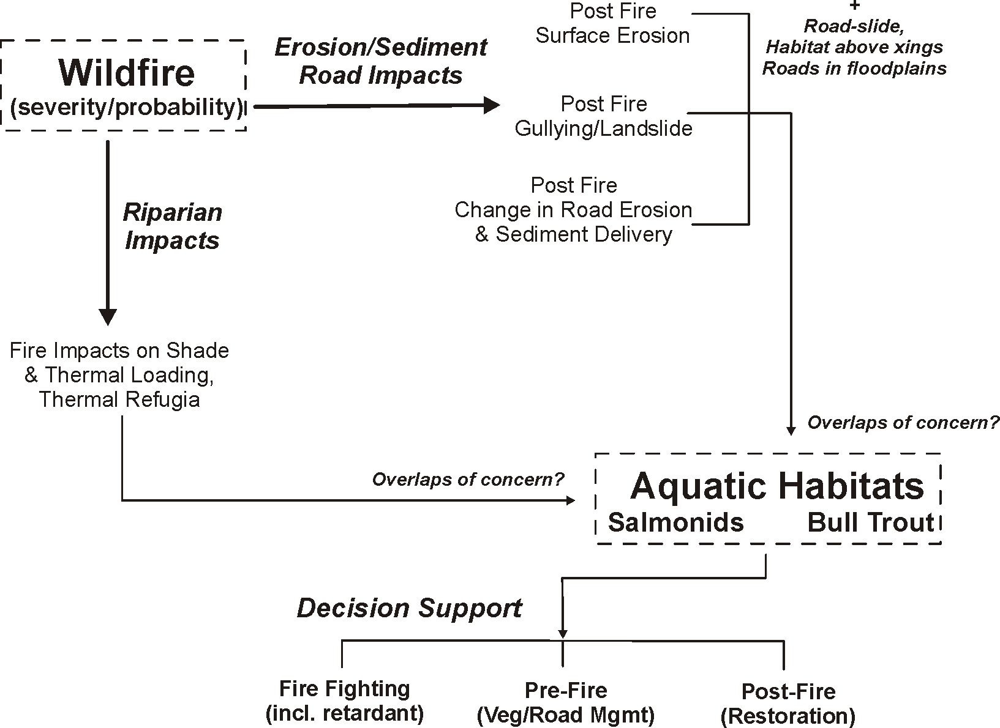 Post Fire
Surface Erosion
+
Road-slide,
Habitat above xings
Roads in floodplains
Erosion/Sediment
Road Impacts
Wildfire
(severity/probability)
Post Fire
Gullying/Landslide
Post Fire
Change in Road Erosion
& Sediment Delivery
Riparian
Impacts
Fire Impacts on Shade
& Thermal Loading,
Thermal Refugia
Overlaps of concern?
Overlaps of concern?
Aquatic Habitats
Salmonids Bull Trout
Decision Support
Fire Fighting
(incl. retardant)
Pre-Fire
(Veg/Road Mgmt)
Post-Fire
(Restoration)